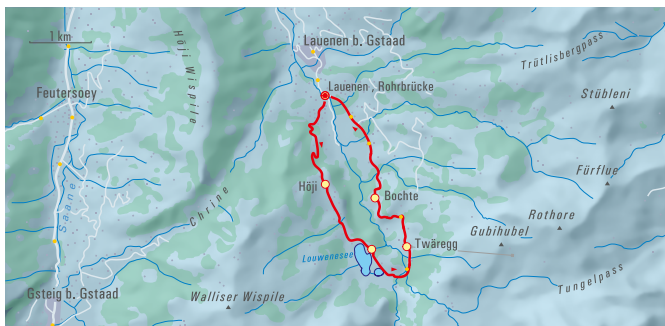 Lauenen b. Gstaad
1 km
Höji Wispile
Trütlisbergpass
Feutersoey
Lauenen, Rohrbrücke
Stübleni
Fürflue
Höji
Bochte
Chrine
Saane
Rothore
Gubihubel
Twäregg
Louwenesee
Tungelpass
Gsteig b. Gstaad
Walliser Wispile